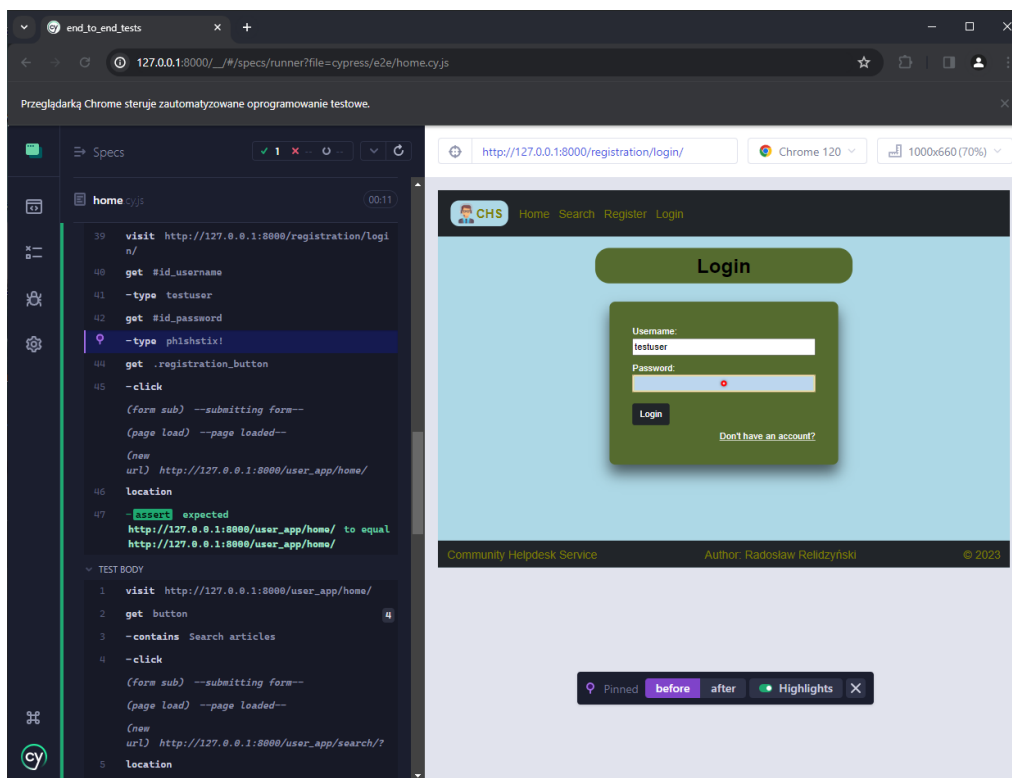 end_to_end_tests
127.0.0.1:8000/__/#/specs/runner?file=cypress/e2e/home.cy.js
Przeglądarką Chrome steruje zautomatyzowane oprogramowanie testowe.
Specs
1
--
--
http://127.0.0.1:8000/registration/login/
Chrome 120
1000x660 (70%)
home.cy.js
00:11
39 visit http://127.0.0.1:8000/registration/logi
n/
40 get #id_username
41 -type testuser
42 get #id_password
-type ph1shstix!
44 get .registration_button
45 -click
(form sub) --submitting form--
(page load) --page loaded--
(new
url) http://127.0.0.1:8000/user_app/home/
46 location
47 -assert expected
http://127.0.0.1:8000/user_app/home/ to equal
http://127.0.0.1:8000/user_app/home/
TEST BODY
1 visit http://127.0.0.1:8000/user_app/home/
2 get button 4
3 -contains Search articles
4 -click
(form sub) --submitting form--
(page load) --page loaded--
(new
url) http://127.0.0.1:8000/user_app/search/?
5 location
cy
CHS Home Search Register Login
Login
Username:
testuser
Password:
Login
Don't have an account?
Community Helpdesk Service Author: Radosław Relidzyński © 2023
Pinned before after Highlights